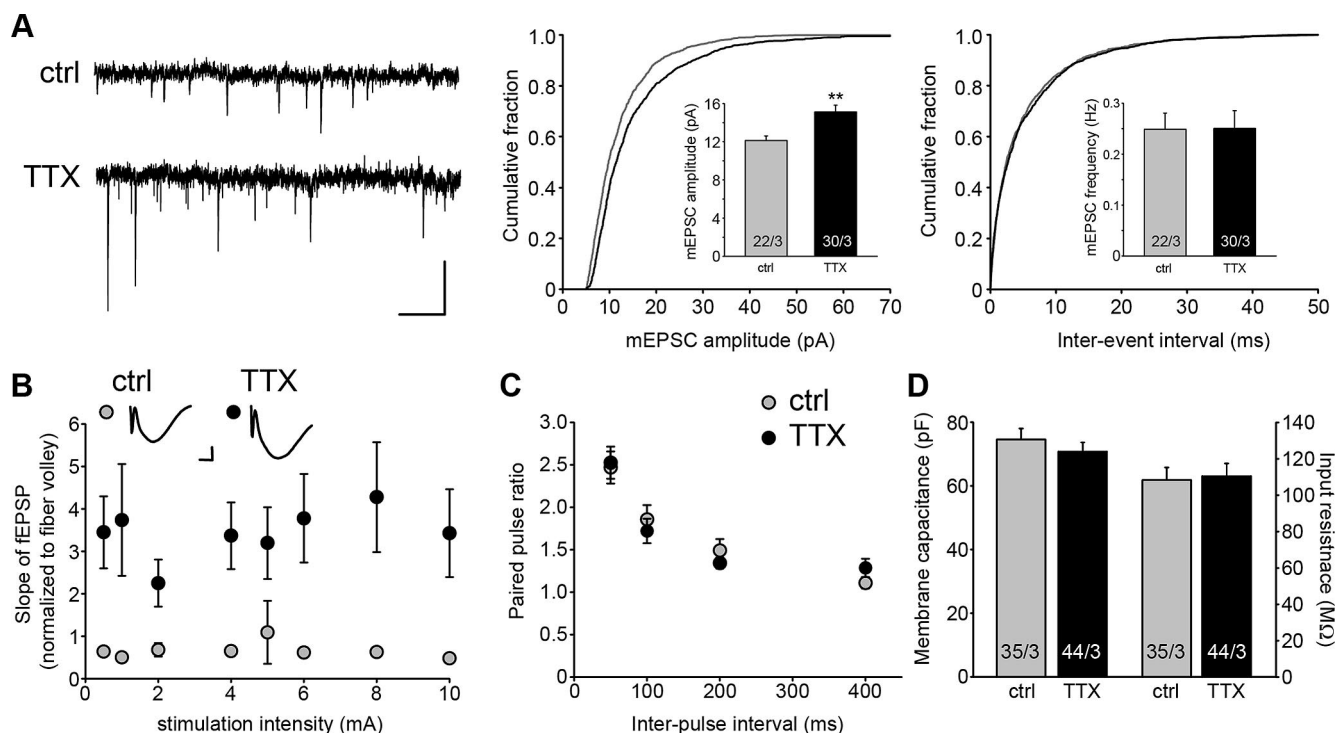 A
ctrl
TTX
Cumulative fraction
1.0
0.8
0.6
0.4
0.2
0
0 10 20 30 40 50 60 70
mEPSC amplitude (pA)
mEPSC amplitude (pA)
16
12
8
4
0
**
22/3 30/3
ctrl TTX
Cumulative fraction
1.0
0.8
0.6
0.4
0.2
0
0 10 20 30 40 50
Inter-event interval (ms)
mEPSC frequency (Hz)
0.3
0.2
0.1
0
22/3 30/3
ctrl TTX
B
ctrl TTX
Slope of fEPSP
(normalized to fiber volley)
6
5
4
3
2
1
0
0 2 4 6 8 10
stimulation intensity (mA)
C
ctrl
TTX
Paired pulse ratio
3.0
2.5
2.0
1.5
1.0
0.5
0.0
0 100 200 300 400
Inter-pulse interval (ms)
D
Membrane capacitance (pF)
80
60
40
20
0
35/3 44/3 35/3 44/3
ctrl TTX ctrl TTX
140
120
100
80
60
40
20
0
Input resistnace (MΩ)